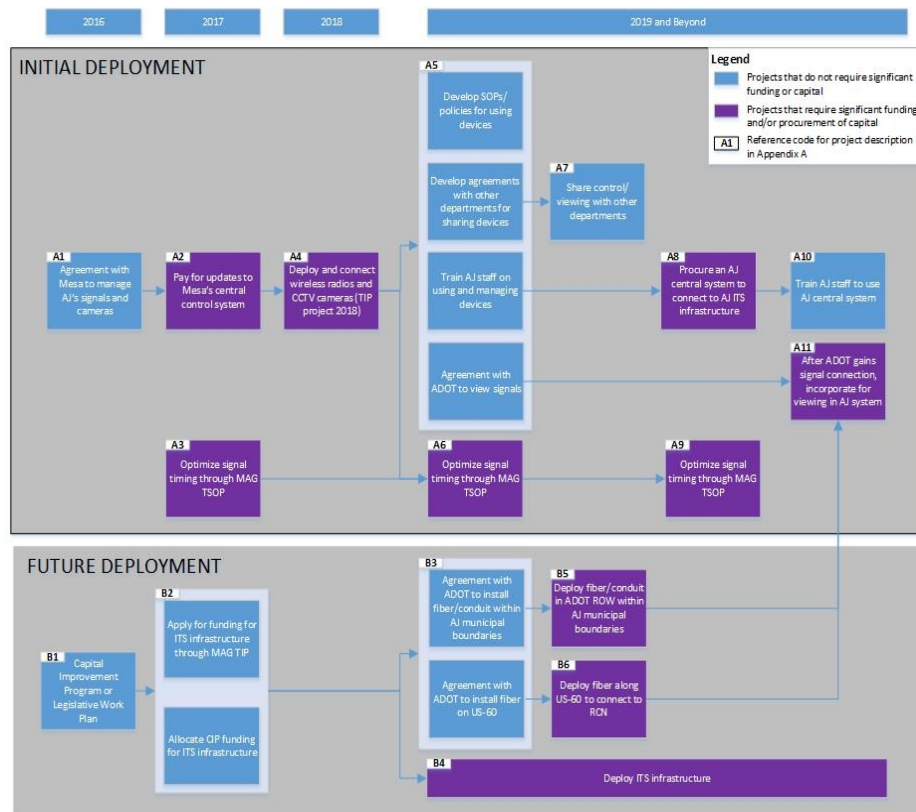 2016
2017
2018
2019 and Beyond
INITIAL DEPLOYMENT
Legend
Projects that do not require significant
funding or capital
Projects that require significant funding
and/or procurement of capital
A1
Reference code for project description
in Appendix A
A5
Develop SOPs/
policies for using
devices
Develop agreements
with other
departments for
sharing devices
A7
Share control/
viewing with other
departments
A1
Agreement with
Mesa to manage
AJ's signals and
cameras
A2
Pay for updates to
Mesa's central
control system
A4
Deploy and connect
wireless radios and
CCTV cameras (TIP
project 2018)
Train AJ staff on
using and managing
devices
A8
Procure an AJ
central system to
connect to AJ ITS
infrastructure
A10
Train AJ staff to use
AJ central system
Agreement with
ADOT to view signals
A11
After ADOT gains
signal connection,
incorporate for
viewing in AJ system
A3
Optimize signal
timing through MAG
TSOP
A6
Optimize signal
timing through MAG
TSOP
A9
Optimize signal
timing through MAG
TSOP
FUTURE DEPLOYMENT
B1
Capital
Improvement
Program or
Legislative Work
Plan
B2
Apply for funding for
ITS infrastructure
through MAG TIP
Allocate CIP funding
for ITS infrastructure
B3
Agreement with
ADOT to install
fiber/conduit within
AJ municipal
boundaries
B5
Deploy fiber/conduit
in ADOT ROW within
AJ municipal
boundaries
Agreement with
ADOT to install fiber
on US-60
B6
Deploy fiber along
US-60 to connect to
RCN
B4
Deploy ITS infrastructure